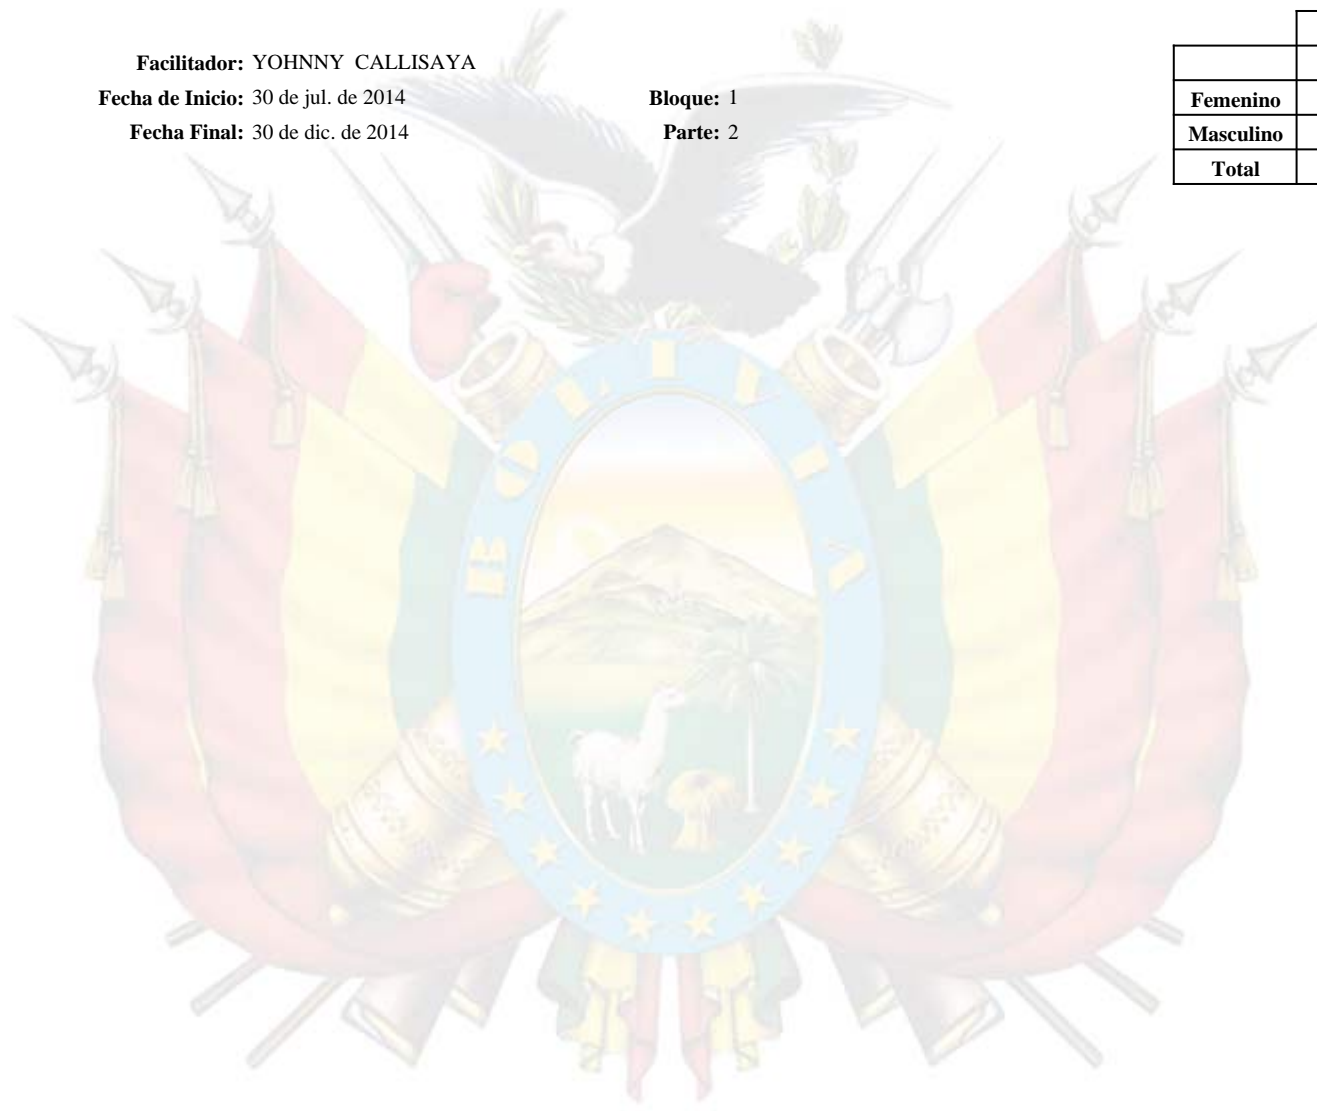 Facilitador: YOHNNY CALLISAYA
Fecha de Inicio: 30 de jul. de 2014 Bloque: 1
Fecha Final: 30 de dic. de 2014 Parte: 2
Femenino
Masculino
Total
BOLIVIA